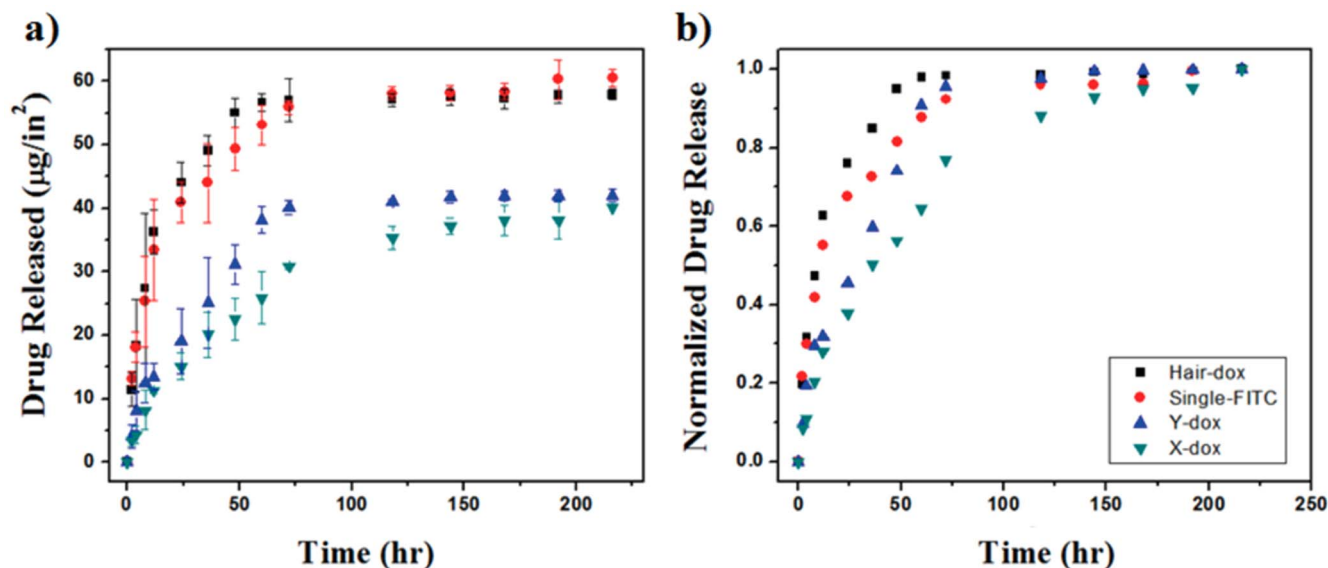 a)
Drug Released (µg/in²)
60
50
40
30
20
10
0
0 50 100 150 200
Time (hr)
b)
Normalized Drug Release
1.0
0.8
0.6
0.4
0.2
0.0
Hair-dox
Single-FITC
Y-dox
X-dox
0 50 100 150 200 250
Time (hr)